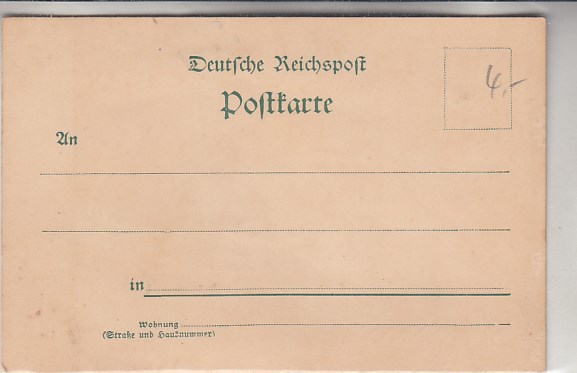 Deutsche Reichspost
Postkarte
4,-
An
in
Wohnung
(Straße und Hausnummer)